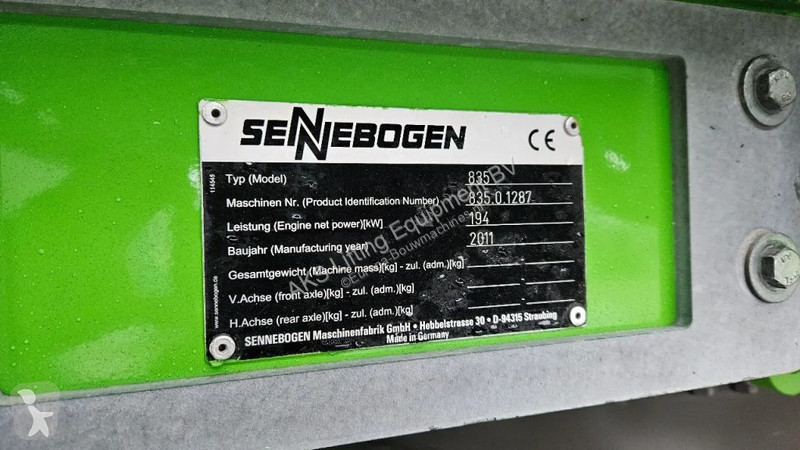 SENNEBOGEN CE
Typ (Model) 835
Maschinen Nr. (Product Identification Number) 835.0.1287
Leistung (Engine net power)[kW] 194
Baujahr (Manufacturing year) 2011
Gesamtgewicht (Machine mass)[kg] - zul. (adm.)[kg] -
V.Achse (front axle)[kg] - zul. (adm.)[kg] -
H.Achse (rear axle)[kg] - zul. (adm.)[kg] -
SENNEBOGEN Maschinenfabrik GmbH • Hebbelstrasse 30 • D-94315 Straubing
Made in Germany
114545
www.sennebogen.de
AKS Lifting Equipment BV